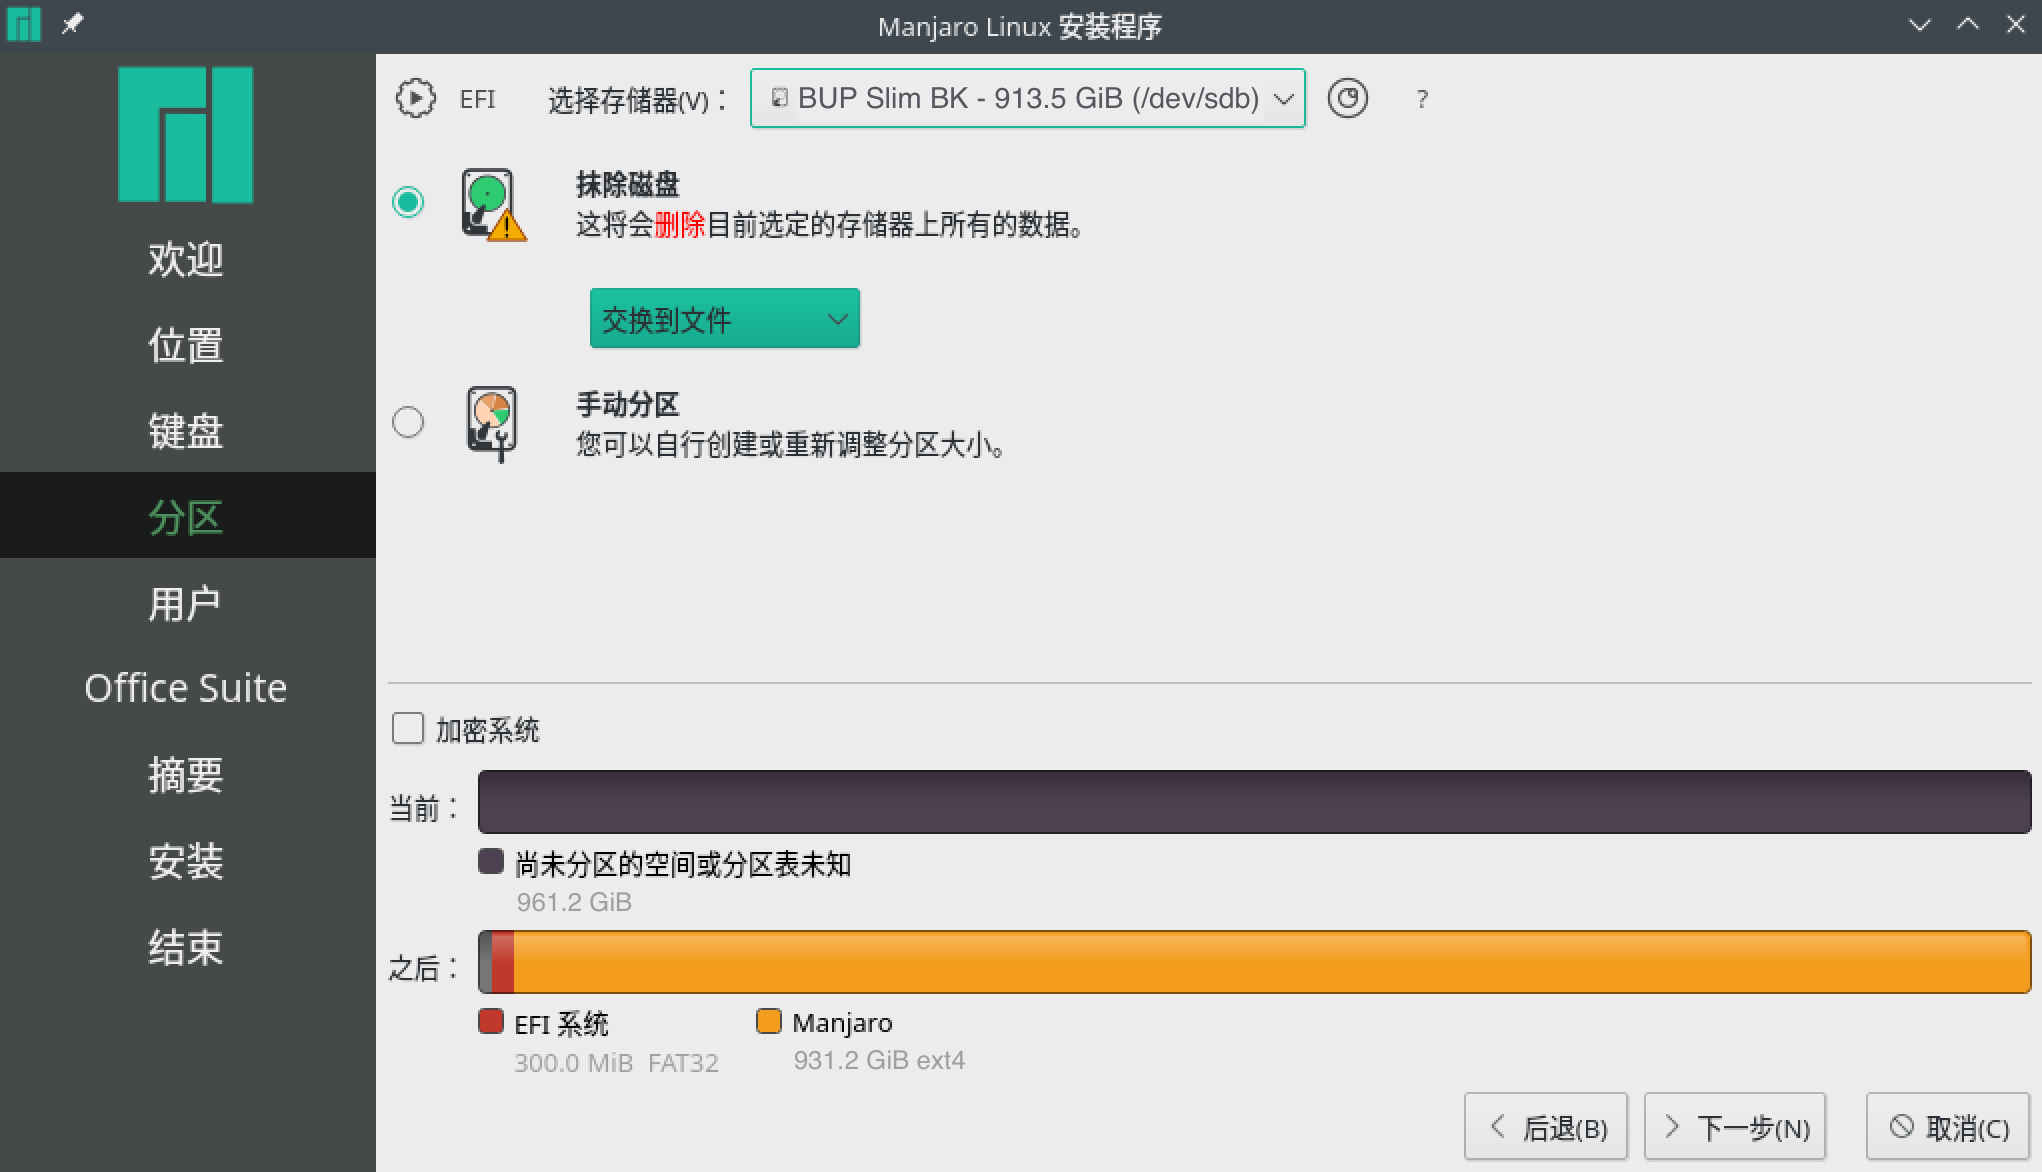 Manjaro Linux 安装程序
欢迎
位置
键盘
分区
用户
Office Suite
摘要
安装
结束
EFI
选择存储器(V)：
BUP Slim BK - 913.5 GiB (/dev/sdb)
?
抹除磁盘
这将会删除目前选定的存储器上所有的数据。
交换到文件
手动分区
您可以自行创建或重新调整分区大小。
加密系统
当前：
尚未分区的空间或分区表未知
961.2 GiB
之后：
EFI 系统
300.0 MiB FAT32
Manjaro
931.2 GiB ext4
后退(B)
下一步(N)
取消(C)